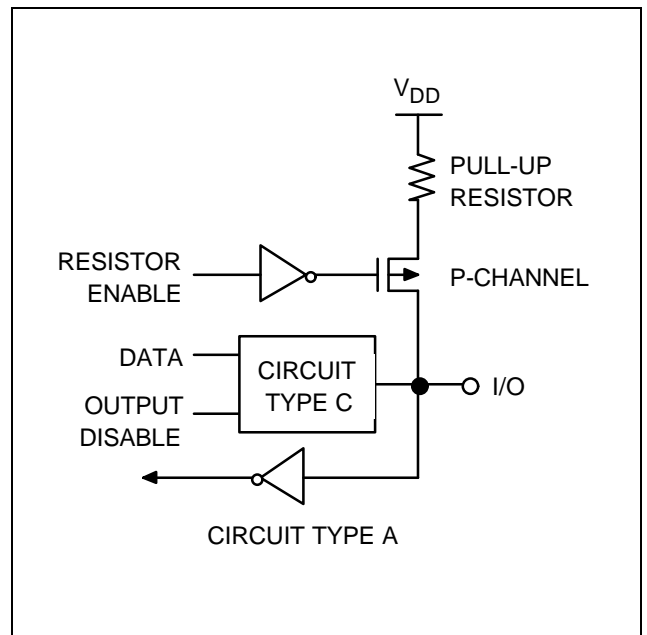 VDD
PULL-UP
RESISTOR
RESISTOR
ENABLE
P-CHANNEL
DATA
OUTPUT
DISABLE
CIRCUIT
TYPE C
I/O
CIRCUIT TYPE A